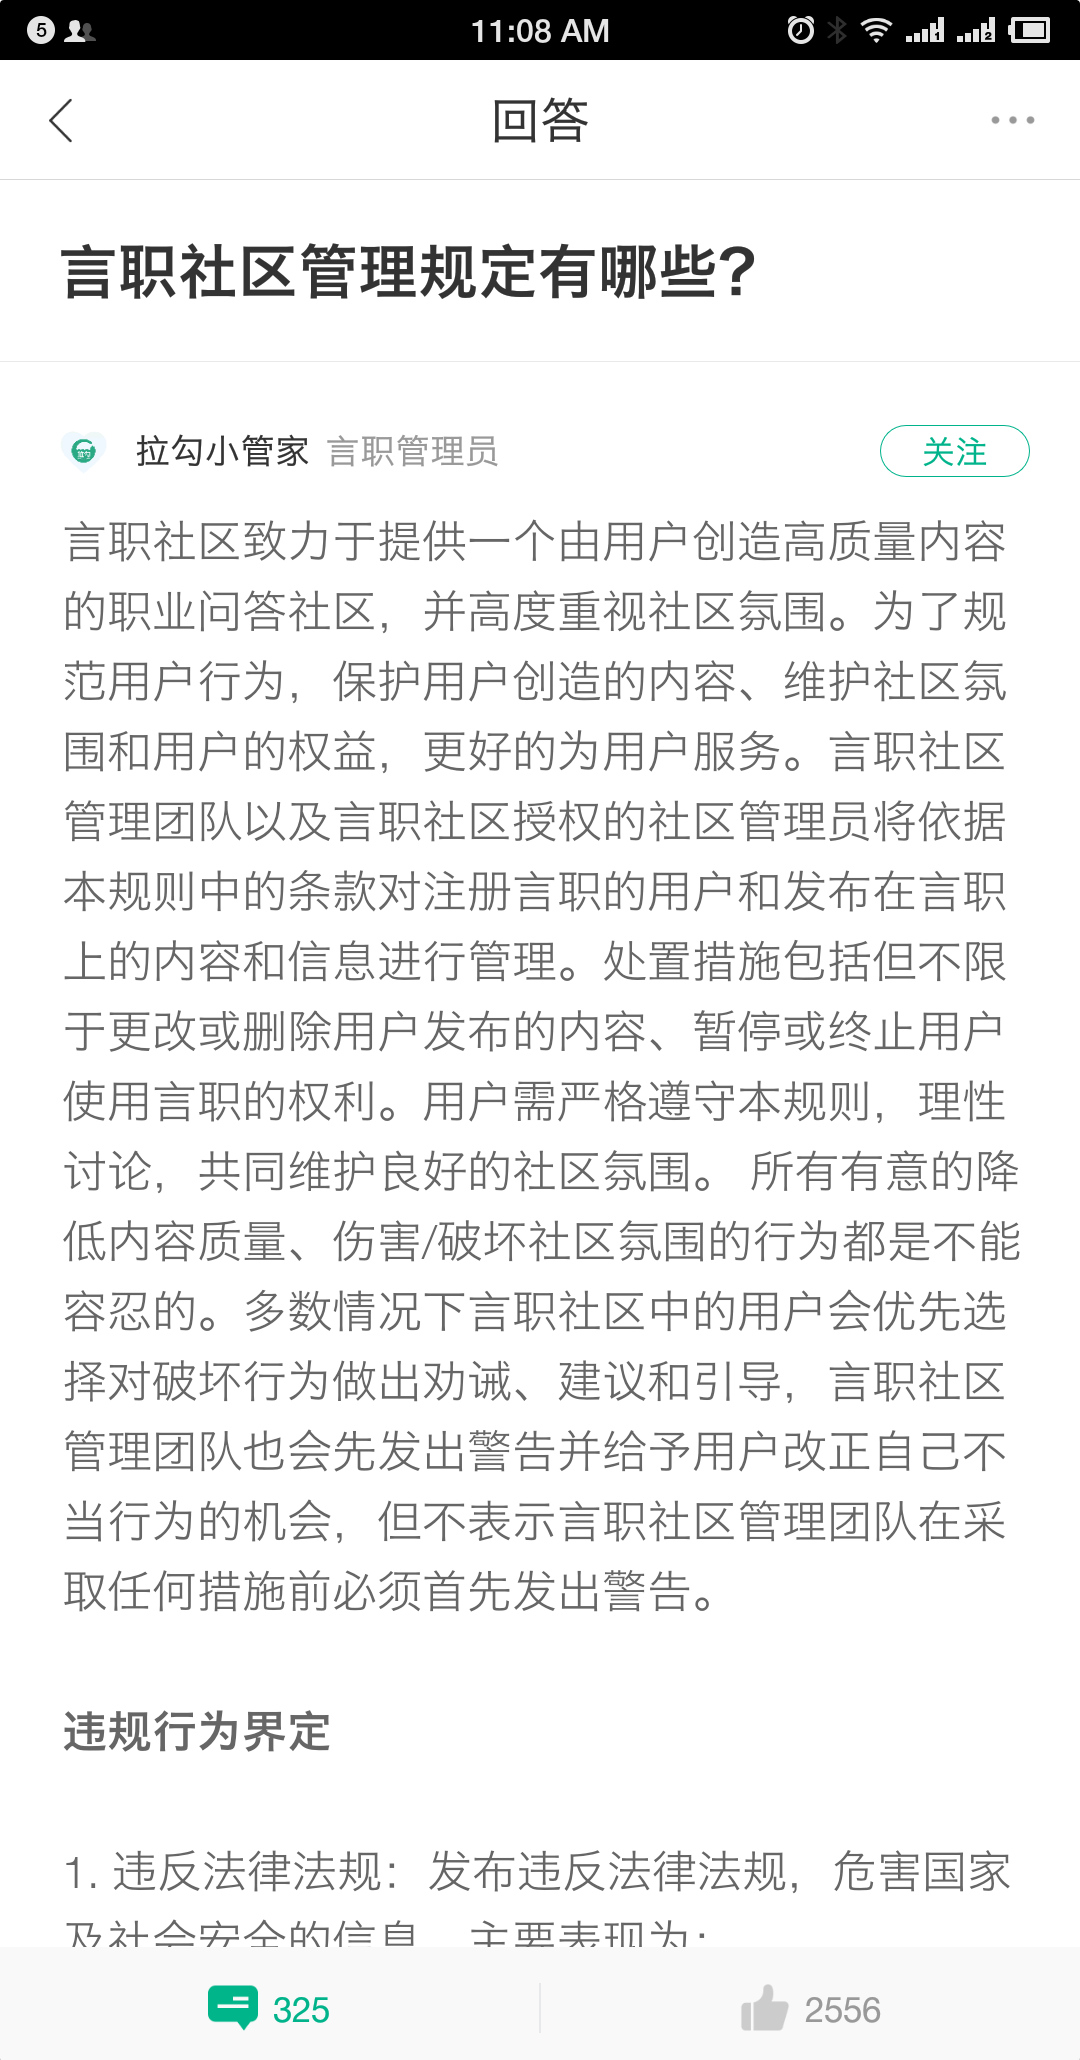 5
11:08 AM
1
2
回答
言职社区管理规定有哪些?
拉勾小管家 言职管理员
关注
言职社区致力于提供一个由用户创造高质量内容
的职业问答社区，并高度重视社区氛围。为了规
范用户行为，保护用户创造的内容、维护社区氛
围和用户的权益，更好的为用户服务。言职社区
管理团队以及言职社区授权的社区管理员将依据
本规则中的条款对注册言职的用户和发布在言职
上的内容和信息进行管理。处置措施包括但不限
于更改或删除用户发布的内容、暂停或终止用户
使用言职的权利。用户需严格遵守本规则，理性
讨论，共同维护良好的社区氛围。 所有有意的降
低内容质量、伤害/破坏社区氛围的行为都是不能
容忍的。多数情况下言职社区中的用户会优先选
择对破坏行为做出劝诫、建议和引导，言职社区
管理团队也会先发出警告并给予用户改正自己不
当行为的机会，但不表示言职社区管理团队在采
取任何措施前必须首先发出警告。
违规行为界定
1. 违反法律法规：发布违反法律法规，危害国家
及社会安全的信息，主要表现为：
325
2556